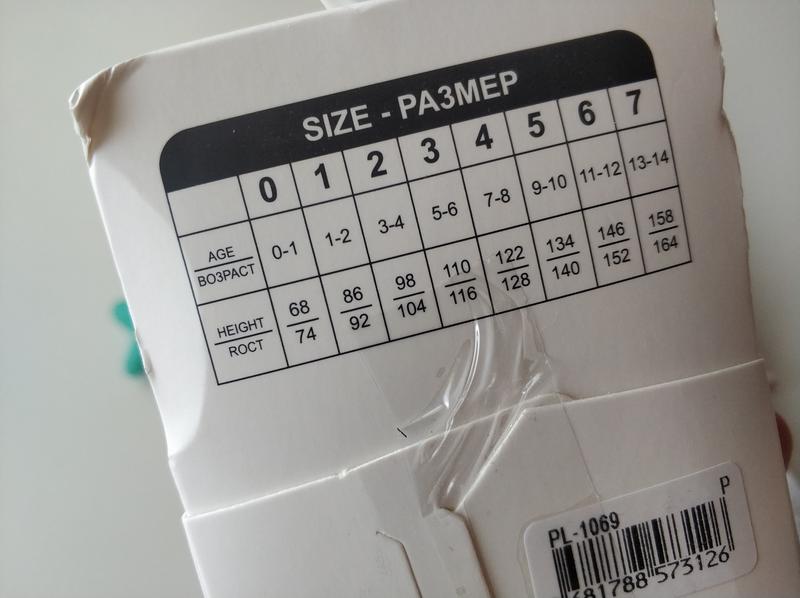 SIZE - РАЗМЕР
0 1 2 3 4 5 6 7
AGE
ВОЗРАСТ
0-1 1-2 3-4 5-6 7-8 9-10 11-12 13-14
HEIGHT
ROCT
68 86 98 110 122 134 146 158
74 92 104 116 128 140 152 164
P
PL-1069
681788 573126